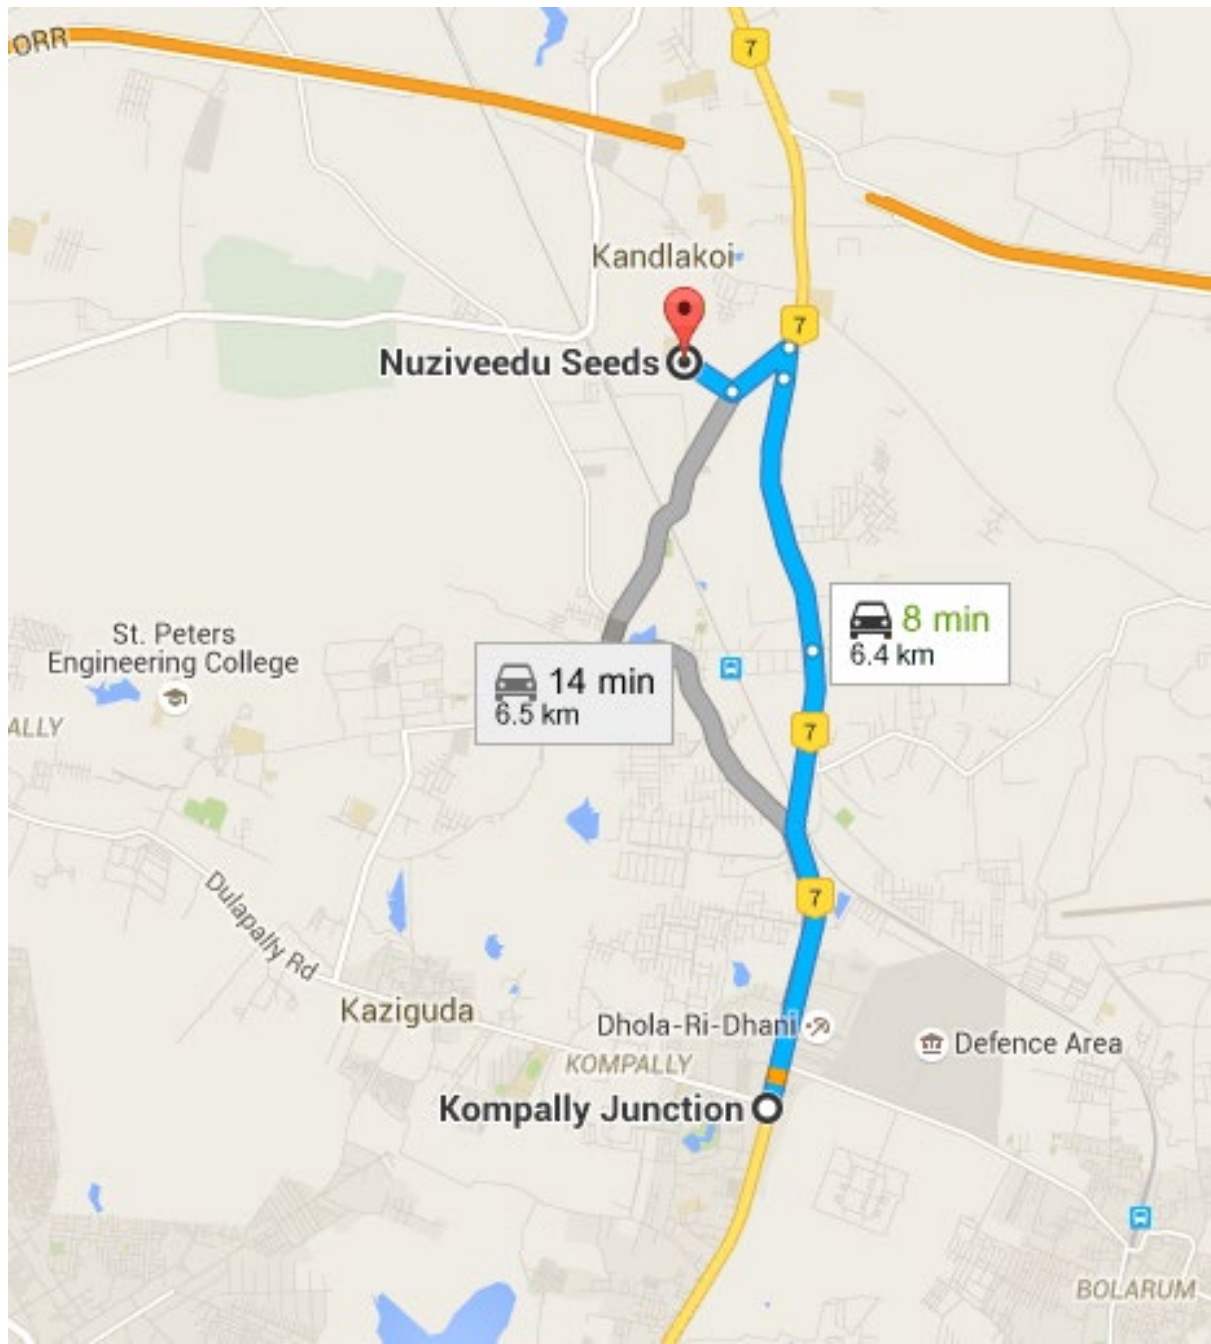 ORR
7
Kandlakoi
7
Nuziveedu Seeds
8 min
6.4 km
St. Peters
Engineering College
14 min
6.5 km
ALLY
7
Dulapally Rd
7
Kaziguda
Dhola-Ri-Dhani
Defence Area
KOMPALLY
Kompally Junction
BOLARUM